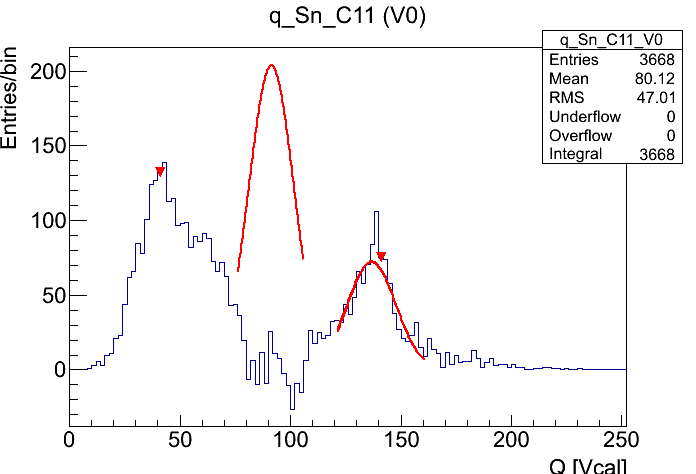 q_Sn_C11 (V0)
q_Sn_C11_V0
Entries 3668
Mean 80.12
RMS 47.01
Underflow 0
Overflow 0
Integral 3668
Entries/bin
200
150
100
50
0
0 50 100 150 200 250
Q [Vcal]